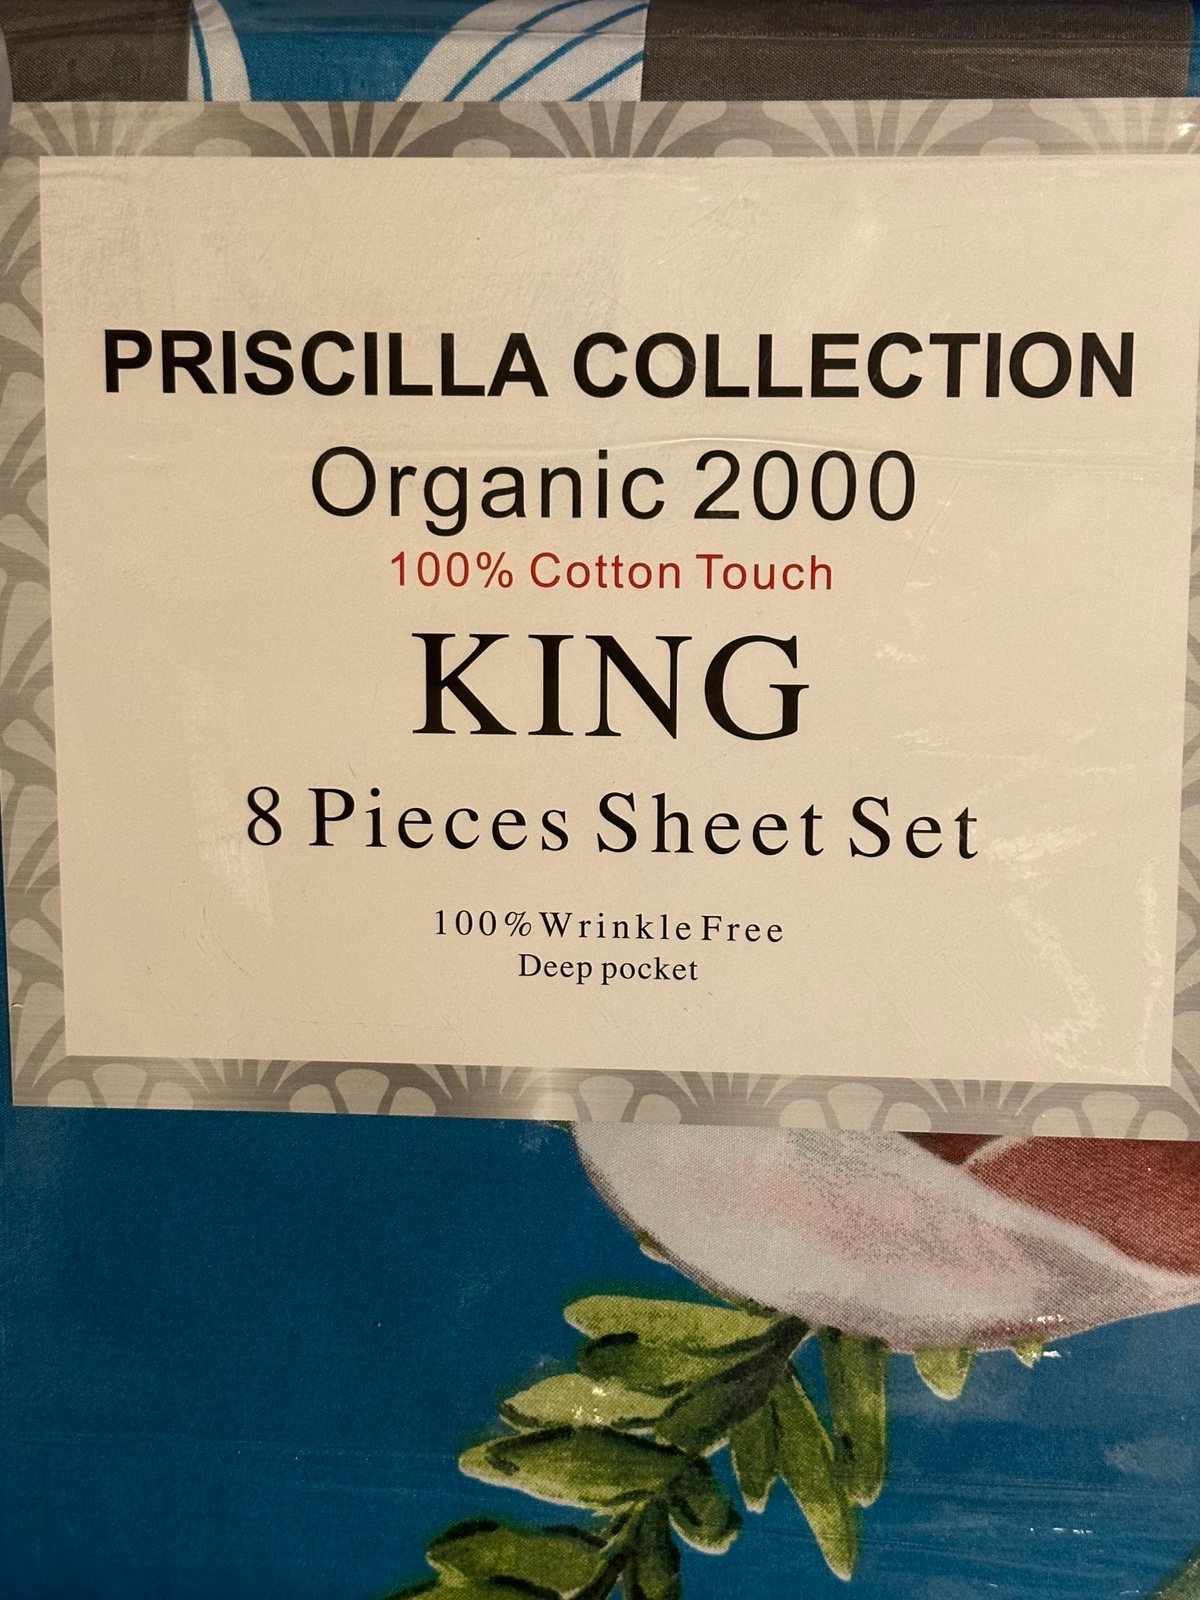 PRISCILLA COLLECTION
Organic 2000
100% Cotton Touch
KING
8 Pieces Sheet Set
100% Wrinkle Free
Deep pocket